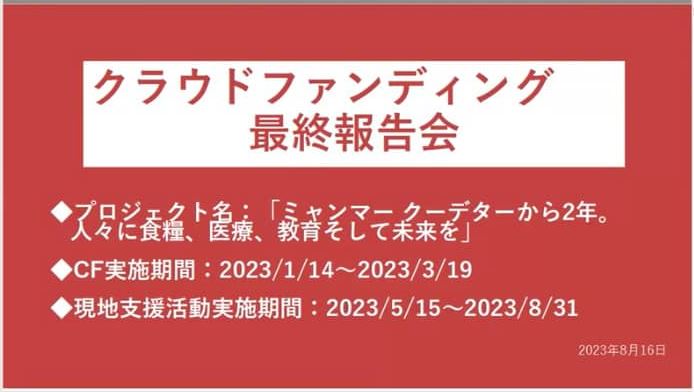 クラウドファンディング
最終報告会
◆プロジェクト名：「ミャンマー クーデターから2年。
人々に食糧、医療、教育そして未来を」
◆CF実施期間：2023/1/14～2023/3/19
◆現地支援活動実施期間：2023/5/15～2023/8/31
2023年8月16日